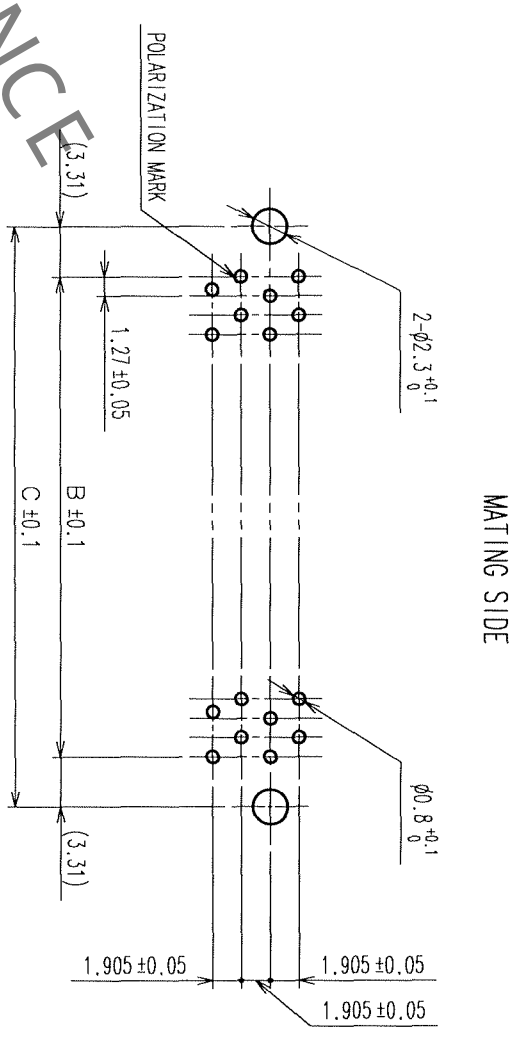 MATING SIDE
2-ø2.3 +0.1 0
ø0.8 +0.1 0
POLARIZATION MARK
(3.31)
1.27±0.05
B ±0.1
C ±0.1
(3.31)
1.905±0.05
1.905±0.05
1.905±0.05
NCE